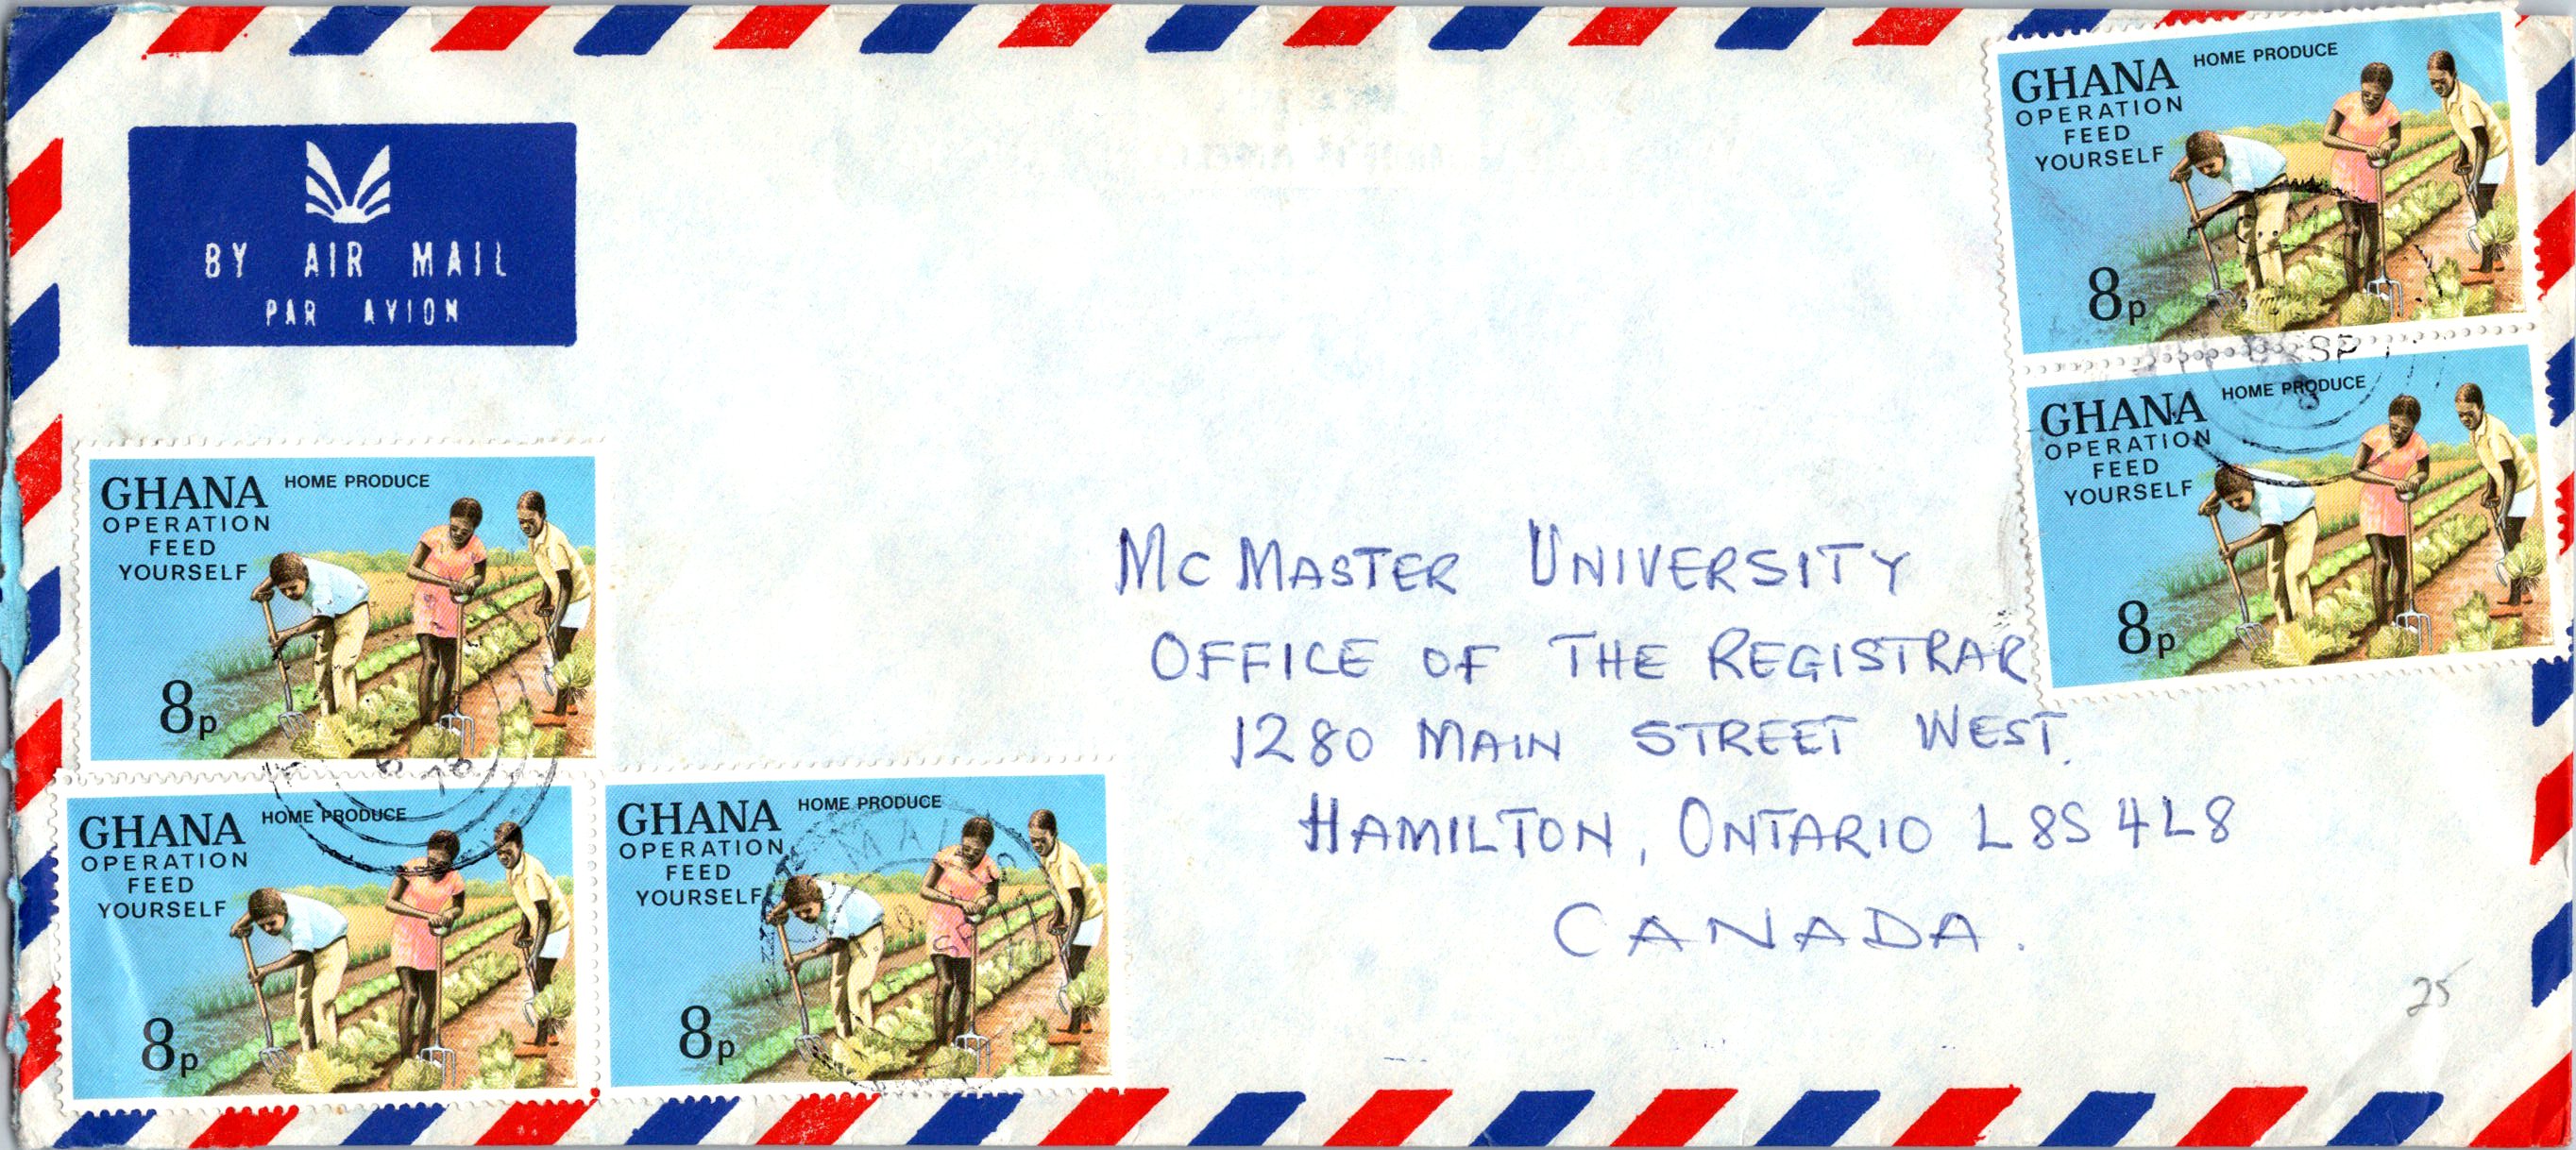 BY AIR MAIL
PAR AVION
GHANA
HOME PRODUCE
OPERATION
FEED
YOURSELF
8p
GHANA
HOME PRODUCE
OPERATION
FEED
YOURSELF
8p
GHANA
HOME PRODUCE
OPERATION
FEED
YOURSELF
8p
GHANA
HOME PRODUCE
OPERATION
FEED
YOURSELF
8p
GHANA
HOME PRODUCE
OPERATION
FEED
YOURSELF
8p
MC MASTER UNIVERSITY
OFFICE OF THE REGISTRAR
1280 MAIN STREET WEST.
HAMILTON, ONTARIO L8S 4L8
CANADA.
25